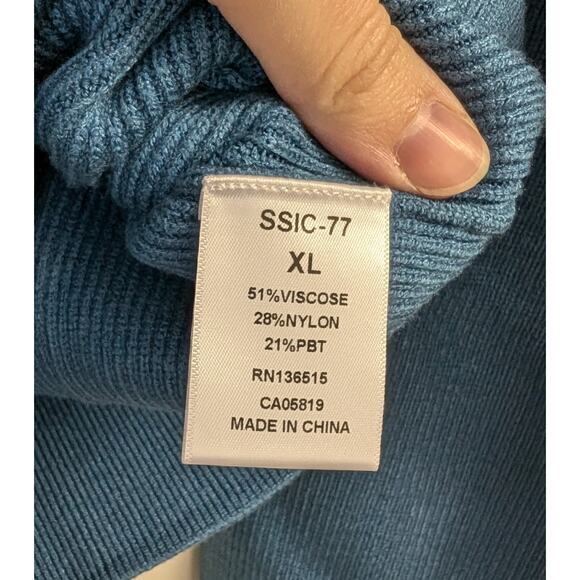 SSIC-77
XL
51%VISCOSE
28%NYLON
21%PBT
RN136515
CA05819
MADE IN CHINA